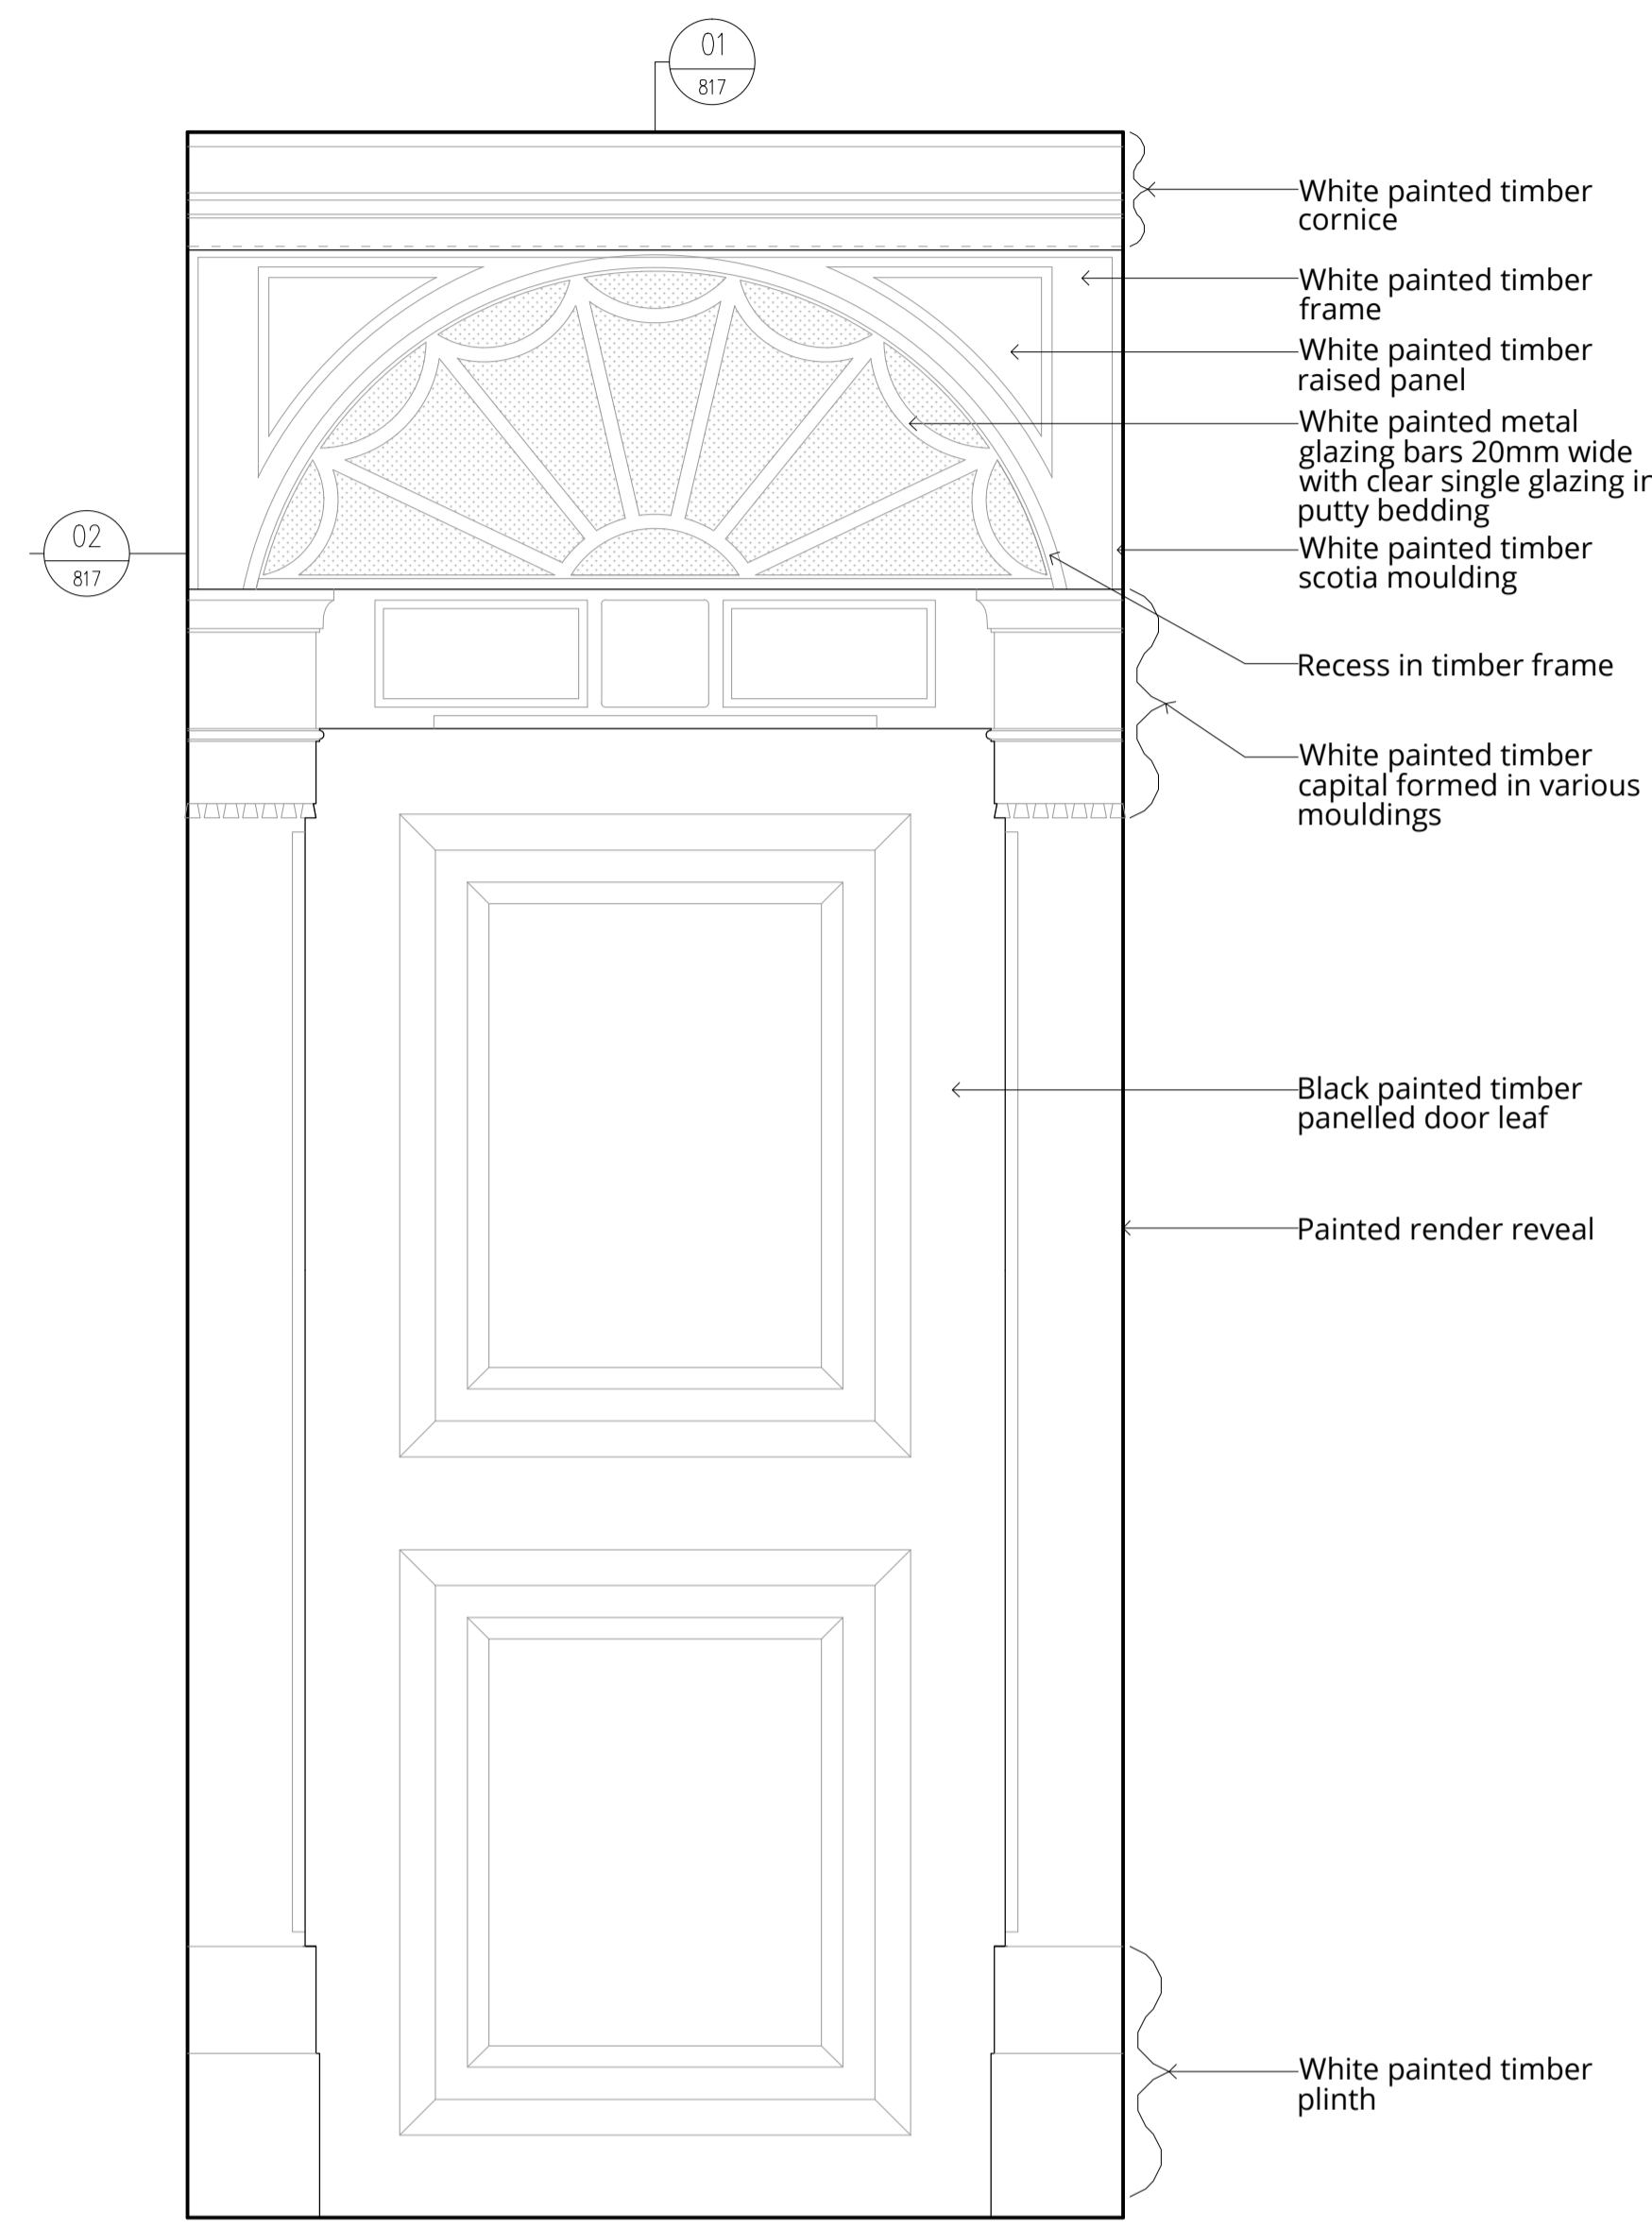 01
817
White painted timber
cornice
White painted timber
frame
White painted timber
raised panel
White painted metal
glazing bars 20mm wide
with clear single glazing in
putty bedding
02
817
White painted timber
scotia moulding
Recess in timber frame
White painted timber
capital formed in various
mouldings
Black painted timber
panelled door leaf
Painted render reveal
White painted timber
plinth